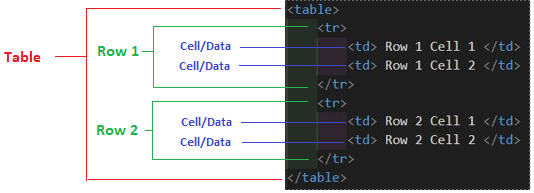 <table>
<tr>
Row 1
Cell/Data
<td> Row 1 Cell 1 </td>
Cell/Data
<td> Row 1 Cell 2 </td>
Table
</tr>
<tr>
Row 2
Cell/Data
<td> Row 2 Cell 1 </td>
Cell/Data
<td> Row 2 Cell 2 </td>
</tr>
</table>